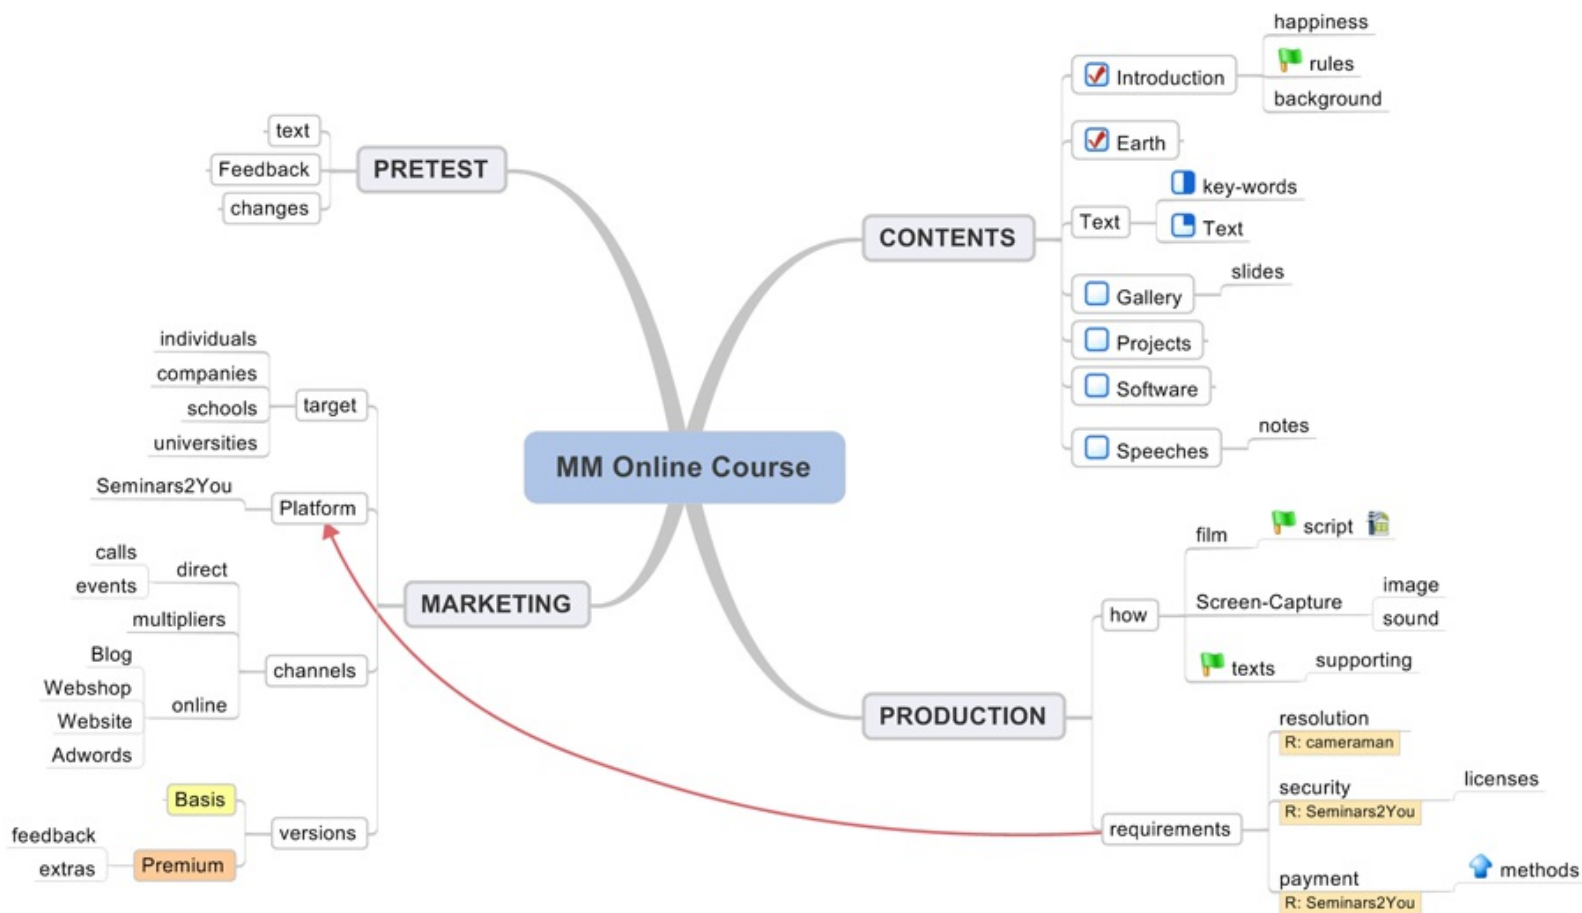 MM Online Course
PRETEST
text
Feedback
changes
CONTENTS
Introduction
happiness
rules
background
Earth
Text
key-words
Text
Gallery
slides
Projects
Software
Speeches
notes
MARKETING
target
individuals
companies
schools
universities
Platform
Seminars2You
channels
direct
calls
events
multipliers
online
Blog
Webshop
Website
Adwords
versions
Basis
Premium
feedback
extras
PRODUCTION
how
film
script
Screen-Capture
image
sound
texts
supporting
requirements
resolution
R: cameraman
security
R: Seminars2You
licenses
payment
R: Seminars2You
methods